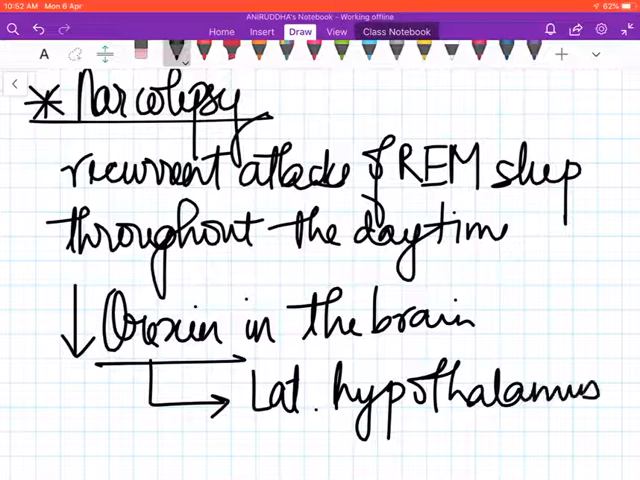 10:52 AM Mon 6 Apr
62%
ANIRUDDHA's Notebook - Working offline
Home Insert Draw View Class Notebook
A
* Narcolepsy
recurrent attacks of REM sleep
throughout the daytime
↓ Orexin in the brain
→ Lat. hypothalamus